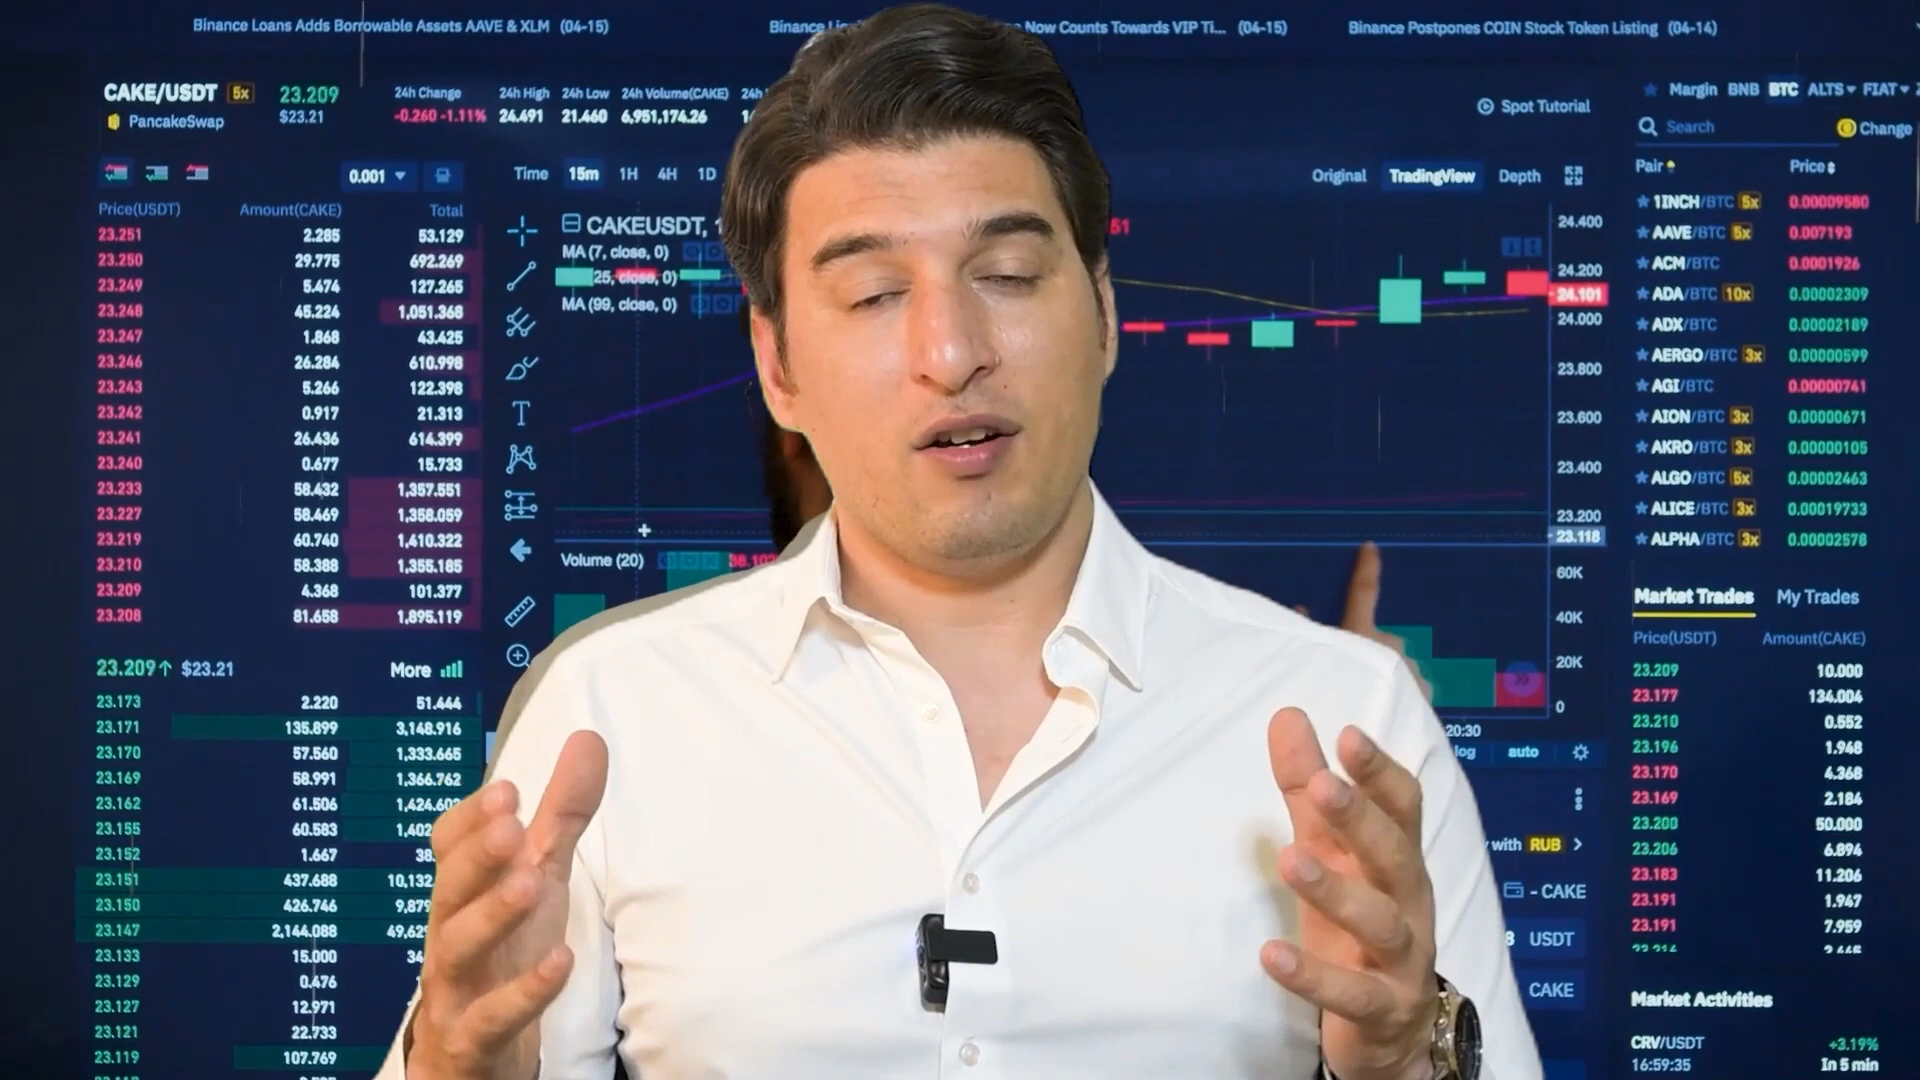 Binance Loans Adds Borrowable Assets AAVE & XLM (04-15)
Binance
Now Counts Towards VIP Ti... (04-15)
Binance Postpones COIN Stock Token Listing (04-14)
CAKE/USDT 5x 23.209
$23.21
PancakeSwap
24h Change
-0.260 -1.11%
24h High
24.491
24h Low
21.460
24h Volume(CAKE)
6,951,174.26
24h
Spot Tutorial
Margin BNB BTC ALTS FIAT
Search
Change
0.001
Time 15m 1H 4H 1D
Original TradingView Depth
Price(USDT) Amount(CAKE) Total
23.251 2.285 53.129
23.250 29.775 692.269
23.249 5.474 127.265
23.248 45.224 1,051.368
23.247 1.868 43.425
23.246 26.284 610.998
23.243 5.266 122.398
23.242 0.917 21.313
23.241 26.436 614.399
23.240 0.677 15.733
23.233 58.432 1,357.551
23.227 58.469 1,358.059
23.219 60.740 1,410.322
23.210 58.388 1,355.185
23.209 4.368 101.377
23.208 81.658 1,895.119
23.209↑ $23.21 More
23.173 2.220 51.444
23.171 135.899 3,148.916
23.170 57.560 1,333.665
23.169 58.991 1,366.762
23.162 61.506 1,424.602
23.155 60.583 1,402
23.152 1.667 38.
23.151 437.688 10,132.
23.150 426.746 9,879
23.147 2,144.088 49,629
23.133 15.000 34
23.129 0.476
23.127 12.971
23.121 22.733
23.119 107.769
CAKEUSDT, 1
51
MA (7, close, 0)
25, close, 0)
MA (99, close, 0)
Volume (20)
24.400
24.200
24.101
24.000
23.800
23.600
23.400
23.200
23.118
60K
40K
20K
0
20:30
log auto
with RUB
- CAKE
USDT
CAKE
Pair Price
1INCH/BTC 5x 0.00009580
AAVE/BTC 5x 0.007193
ACM/BTC 0.0001926
ADA/BTC 10x 0.00002309
ADX/BTC 0.00002189
AERGO/BTC 3x 0.00000599
AGI/BTC 0.00000741
AION/BTC 3x 0.00000671
AKRO/BTC 3x 0.00000105
ALGO/BTC 5x 0.00002463
ALICE/BTC 3x 0.00019733
ALPHA/BTC 3x 0.00002578
Market Trades My Trades
Price(USDT) Amount(CAKE)
23.209 10.000
23.177 134.004
23.210 0.552
23.196 1.948
23.170 4.368
23.169 2.184
23.200 50.000
23.206 6.894
23.183 11.206
23.191 1.947
23.191 7.959
Market Activities
CRV/USDT +3.19%
16:59:35 In 5 min